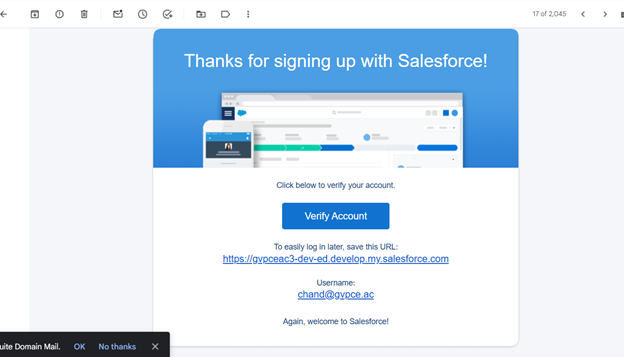 17 of 2,045
Thanks for signing up with Salesforce!
Click below to verify your account.
Verify Account
To easily log in later, save this URL:
https://gvpceac3-dev-ed.develop.my.salesforce.com
Username:
chand@gvpce.ac
Again, welcome to Salesforce!
uite Domain Mail. OK No thanks